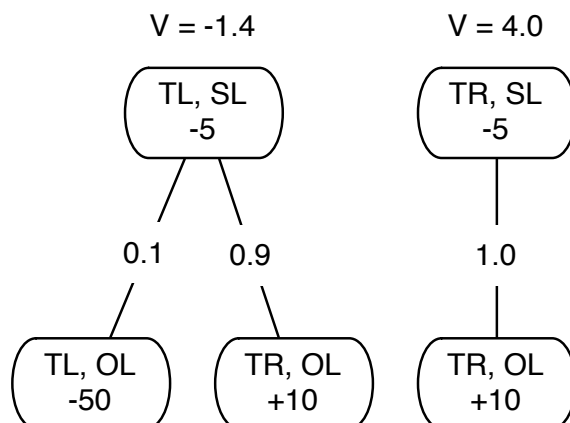 V = -1.4
V = 4.0
TL, SL
-5
TR, SL
-5
0.1
0.9
1.0
TL, OL
-50
TR, OL
+10
TR, OL
+10